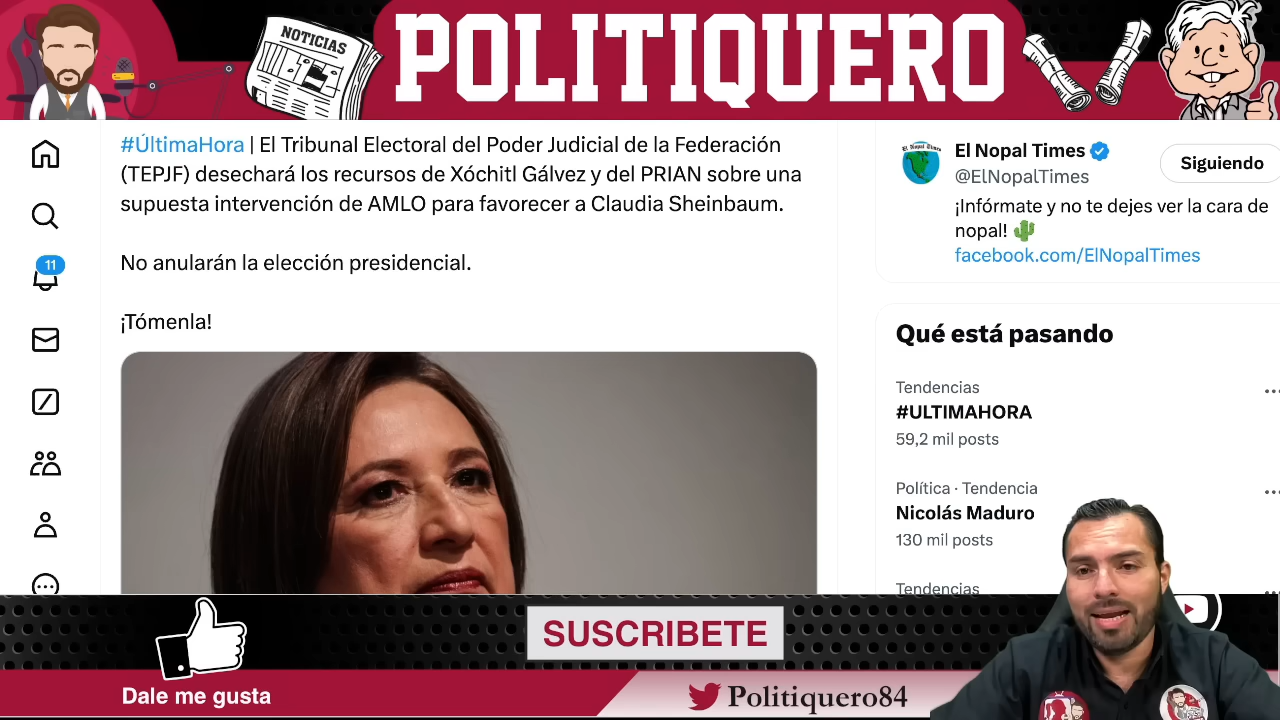 NOTICIAS
POLITIQUERO
#ÚltimaHora | El Tribunal Electoral del Poder Judicial de la Federación
(TEPJF) desechará los recursos de Xóchitl Gálvez y del PRIAN sobre una
supuesta intervención de AMLO para favorecer a Claudia Sheinbaum.
No anularán la elección presidencial.
¡Tómenla!
11
El Nopal Times
@ElNopalTimes
Siguiendo
¡Infórmate y no te dejes ver la cara de
nopal! 🌵
facebook.com/ElNopalTimes
Qué está pasando
Tendencias
#ULTIMAHORA
59,2 mil posts
Política · Tendencia
Nicolás Maduro
130 mil posts
Tendencias
SUSCRIBETE
Dale me gusta
Politiquero84